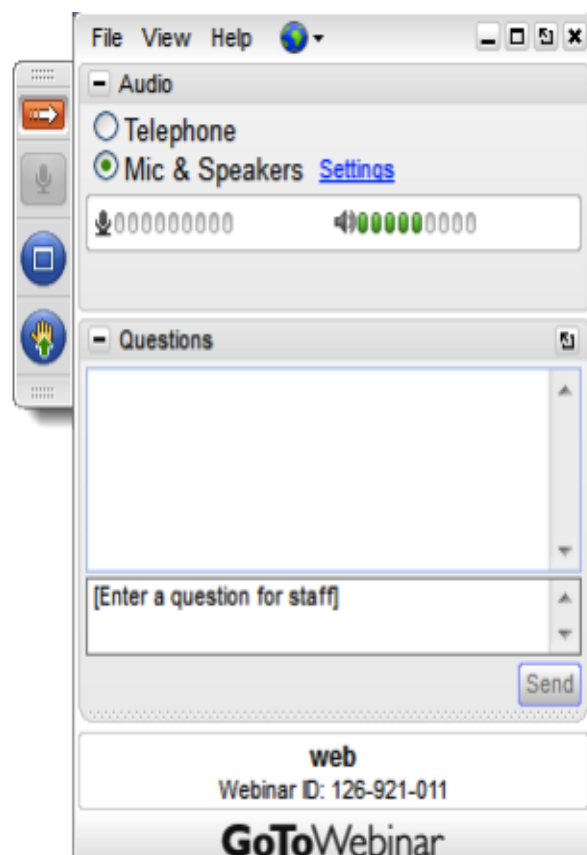 File View Help
Audio
Telephone
Mic & Speakers Settings
Questions
[Enter a question for staff]
Send
web
Webinar ID: 126-921-011
GoToWebinar